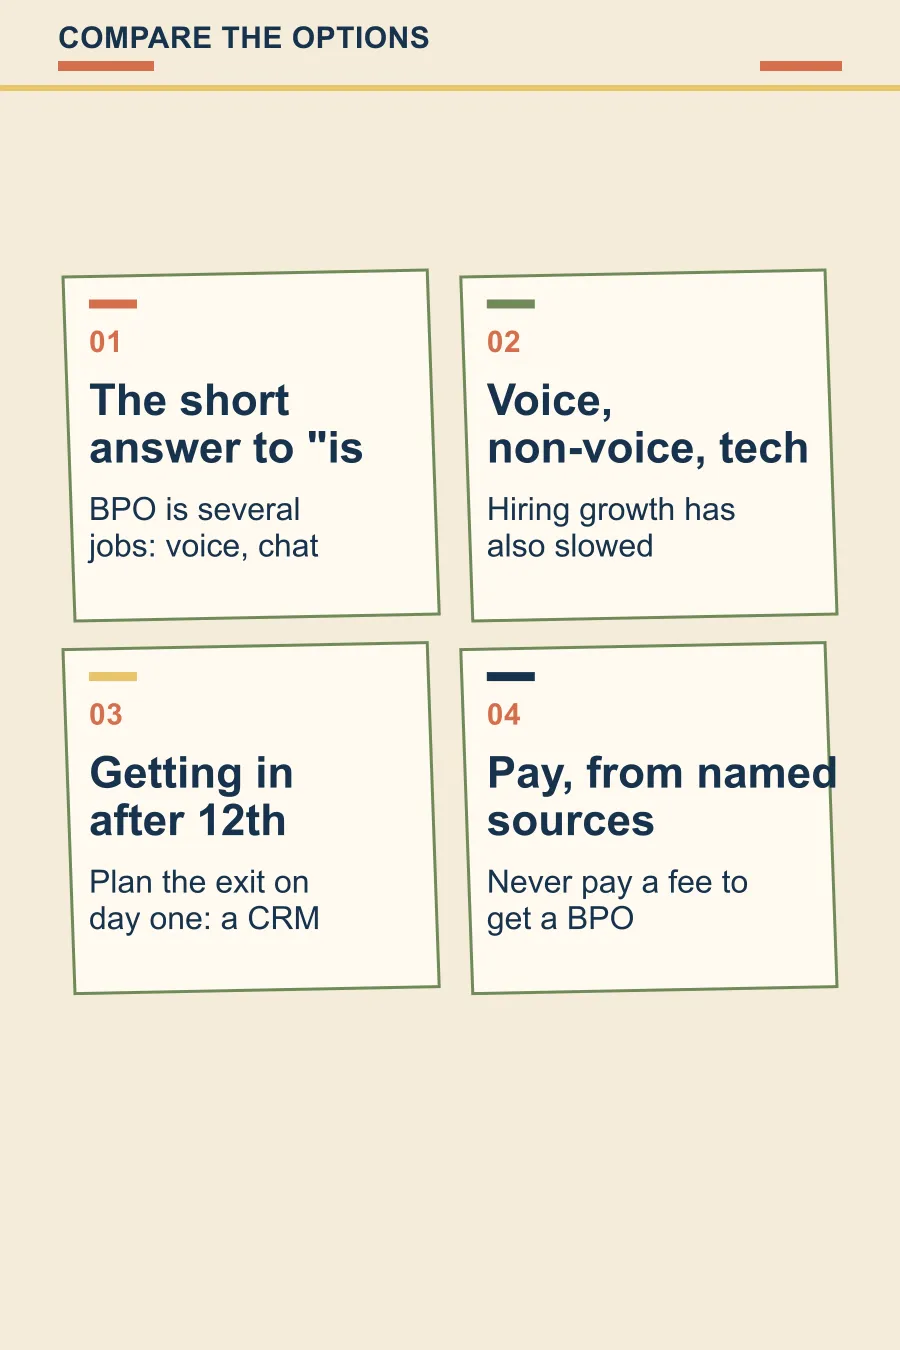 COMPARE THE OPTIONS
01
The short
answer to "is
BPO is several
jobs: voice, chat
02
Voice,
non-voice, tech
Hiring growth has
also slowed
03
Getting in
after 12th
Plan the exit on
day one: a CRM
04
Pay, from named
sources
Never pay a fee to
get a BPO